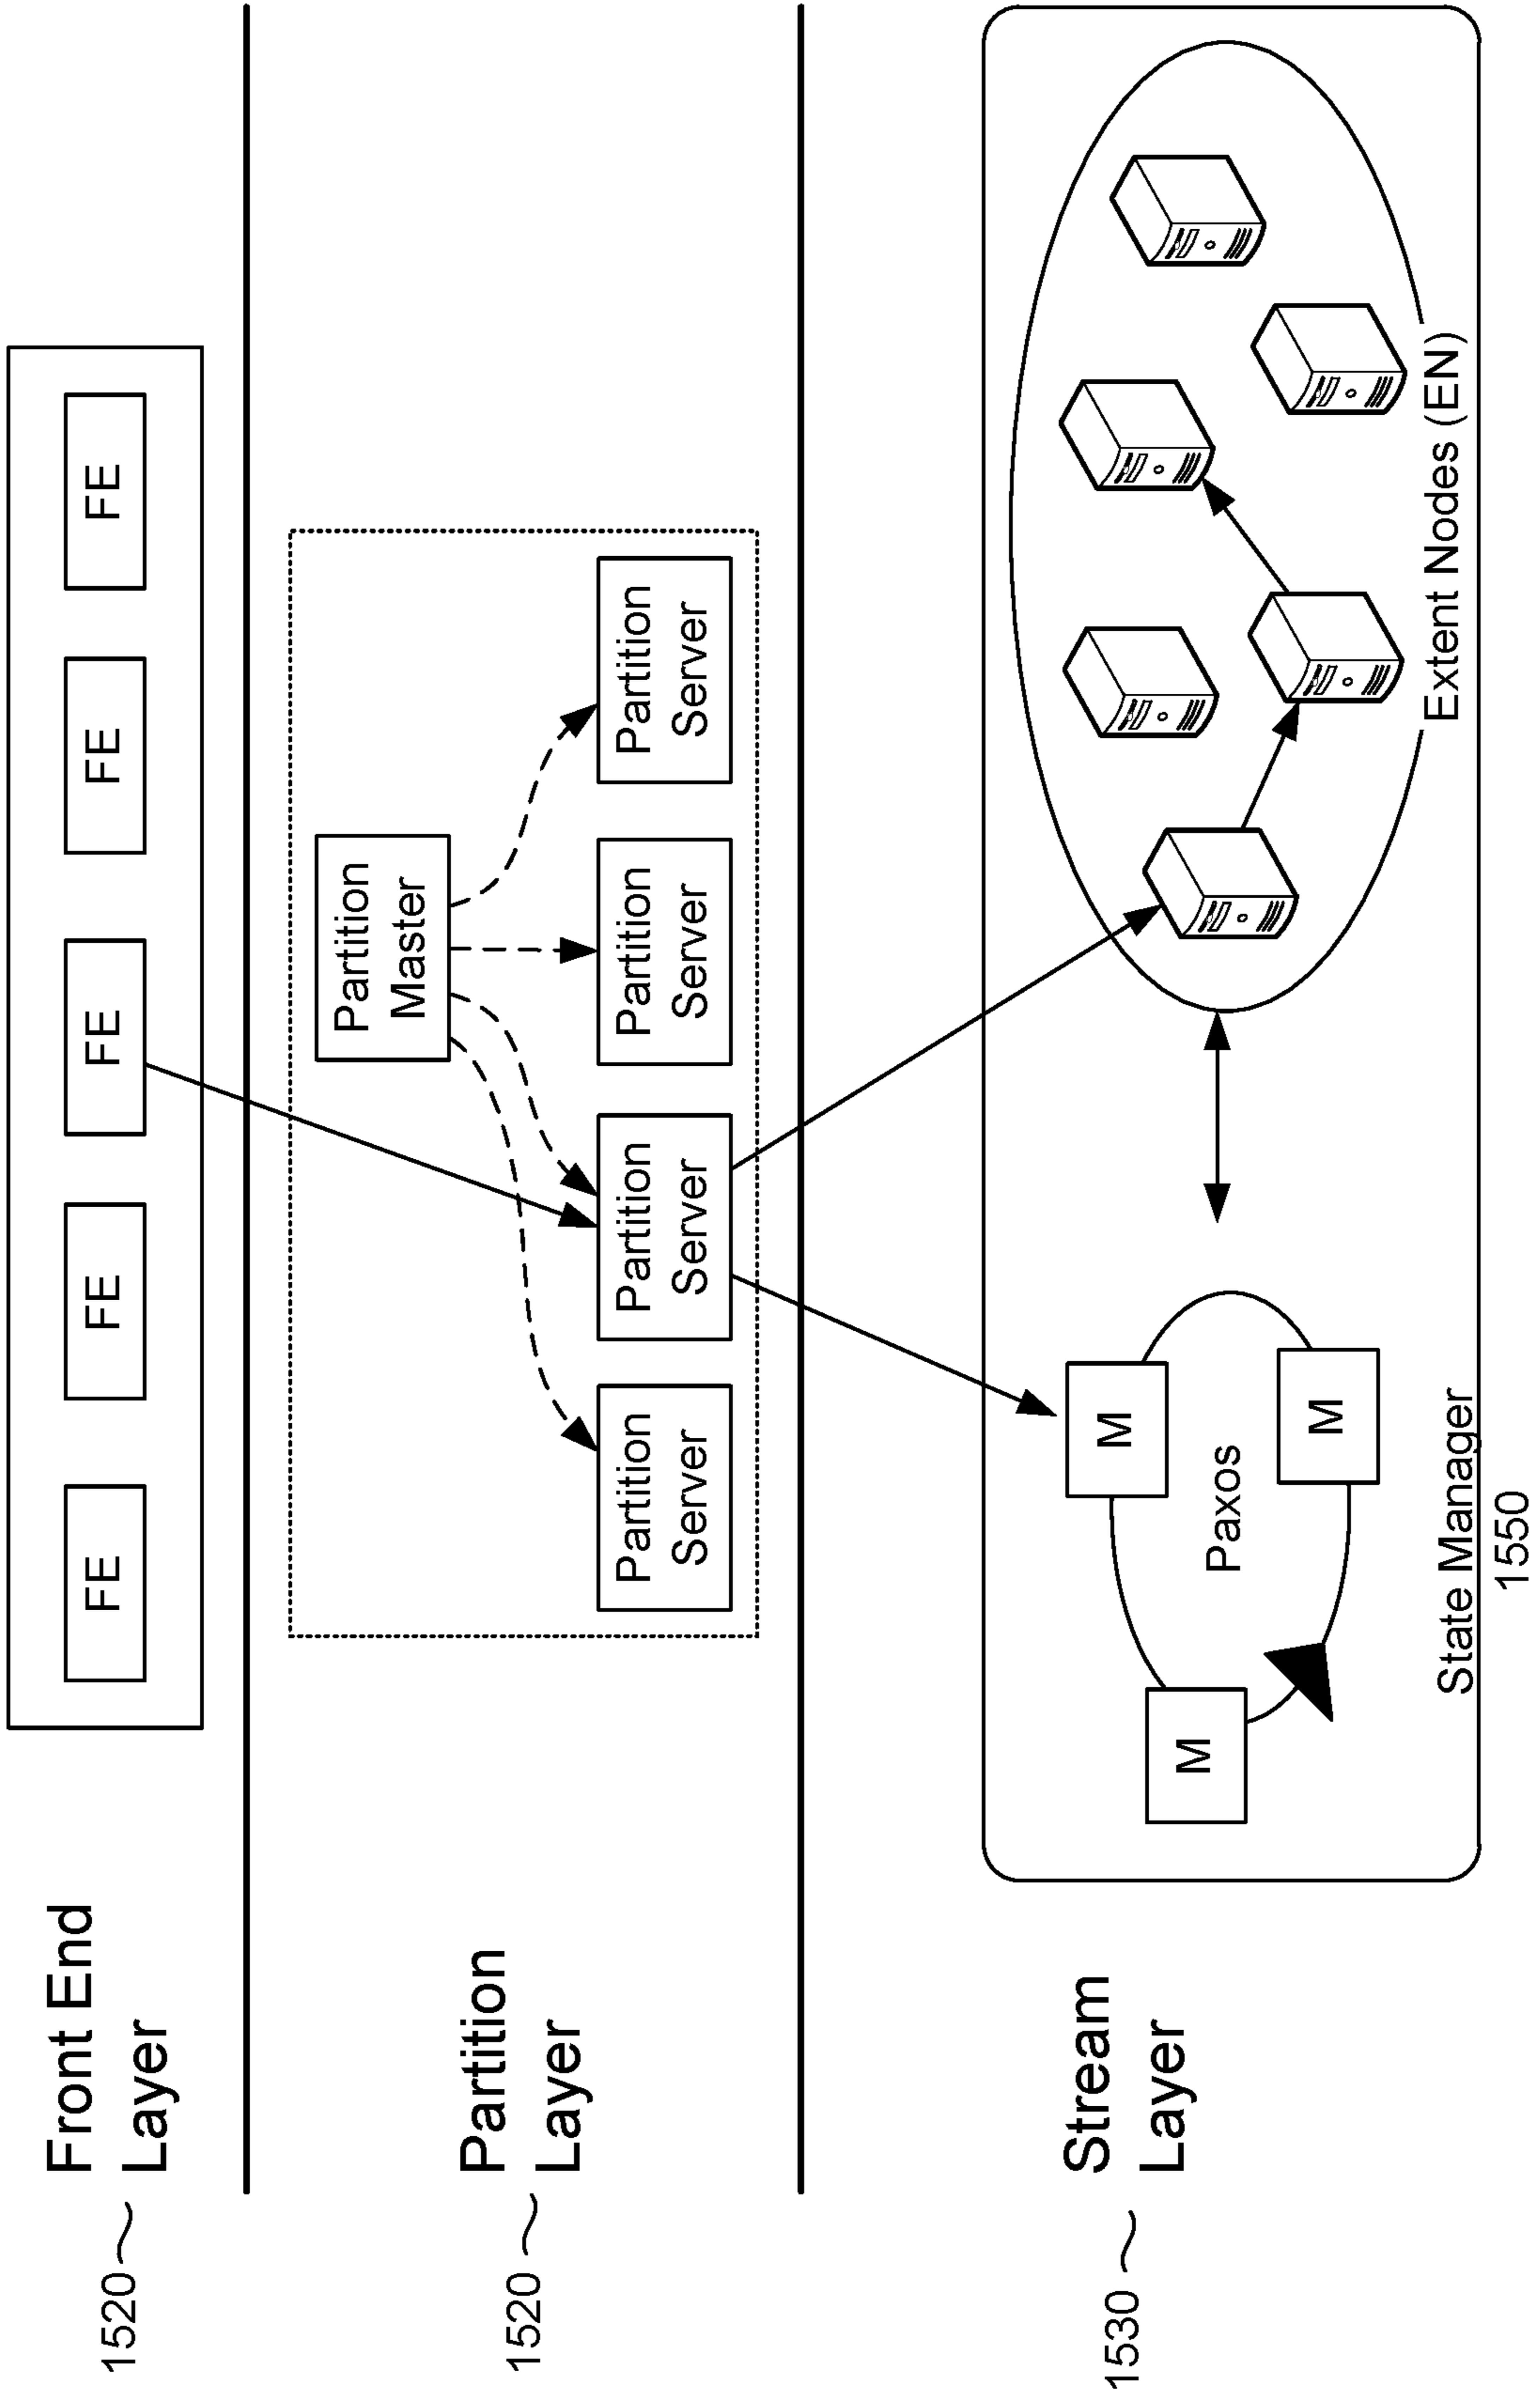 1520
Front End
Layer
FE
FE
FE
FE
FE
1520
Partition
Layer
Partition
Master
Partition
Server
Partition
Server
Partition
Server
Partition
Server
1530
Stream
Layer
M
M
Paxos
M
State Manager
1550
Extent Nodes (EN)